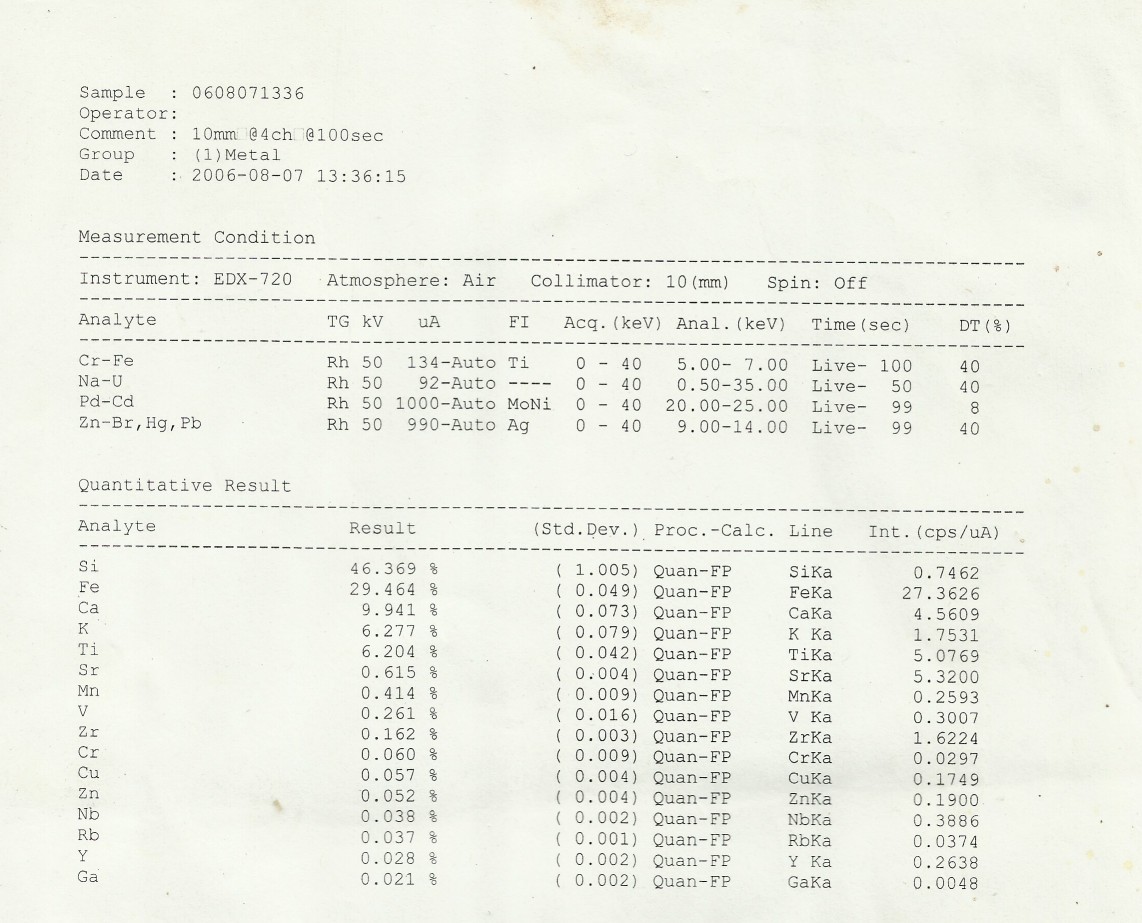 Sample  : 0608071336
Operator:
Comment : 10mm @4ch @100sec
Group   : (1)Metal
Date    : 2006-08-07 13:36:15
Measurement Condition
Instrument: EDX-720   Atmosphere: Air   Collimator: 10(mm)   Spin: Off
Analyte   TG kV   uA   FI   Acq.(keV) Anal.(keV)  Time(sec)   DT(%)
Cr-Fe   Rh 50  134-Auto Ti   0 - 40   5.00- 7.00  Live- 100   40
Na-U   Rh 50   92-Auto ----  0 - 40   0.50-35.00  Live-  50   40
Pd-Cd   Rh 50 1000-Auto MoNi  0 - 40  20.00-25.00  Live-  99    8
Zn-Br,Hg,Pb   Rh 50  990-Auto Ag   0 - 40   9.00-14.00  Live-  99   40
Quantitative Result
Analyte   Result   (Std.Dev.) Proc.-Calc. Line   Int.(cps/uA)
Si   46.369 %   ( 1.005) Quan-FP   SiKa   0.7462
Fe   29.464 %   ( 0.049) Quan-FP   FeKa   27.3626
Ca   9.941 %   ( 0.073) Quan-FP   CaKa   4.5609
K   6.277 %   ( 0.079) Quan-FP   K Ka   1.7531
Ti   6.204 %   ( 0.042) Quan-FP   TiKa   5.0769
Sr   0.615 %   ( 0.004) Quan-FP   SrKa   5.3200
Mn   0.414 %   ( 0.009) Quan-FP   MnKa   0.2593
V   0.261 %   ( 0.016) Quan-FP   V Ka   0.3007
Zr   0.162 %   ( 0.003) Quan-FP   ZrKa   1.6224
Cr   0.060 %   ( 0.009) Quan-FP   CrKa   0.0297
Cu   0.057 %   ( 0.004) Quan-FP   CuKa   0.1749
Zn   0.052 %   ( 0.004) Quan-FP   ZnKa   0.1900
Nb   0.038 %   ( 0.002) Quan-FP   NbKa   0.3886
Rb   0.037 %   ( 0.001) Quan-FP   RbKa   0.0374
Y   0.028 %   ( 0.002) Quan-FP   Y Ka   0.2638
Ga   0.021 %   ( 0.002) Quan-FP   GaKa   0.0048